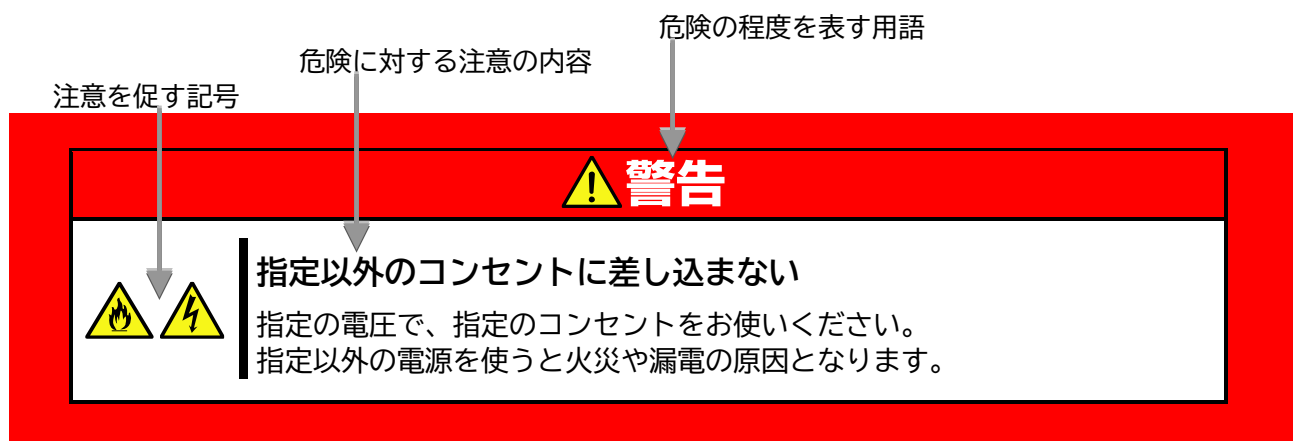 危険の程度を表す用語
危険に対する注意の内容
注意を促す記号
警告
指定以外のコンセントに差し込まない
指定の電圧で、指定のコンセントをお使いください。
指定以外の電源を使うと火災や漏電の原因となります。